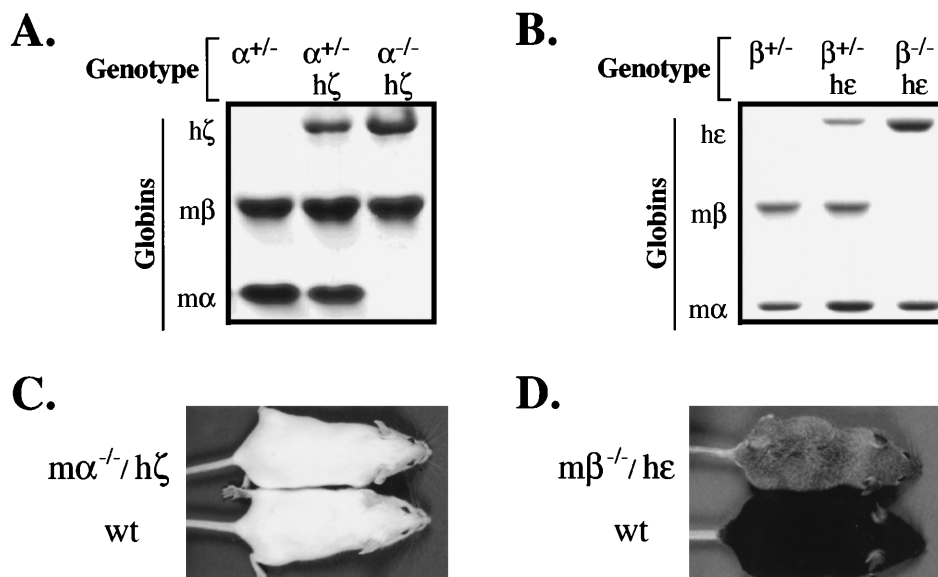 A.
Genotype
α+/-
α+/- hζ
α-/- hζ
Globins
hζ
mβ
mα
B.
Genotype
β+/-
β+/- hε
β-/- hε
Globins
hε
mβ
mα
C.
mα-/-/hζ
wt
D.
mβ-/-/hε
wt